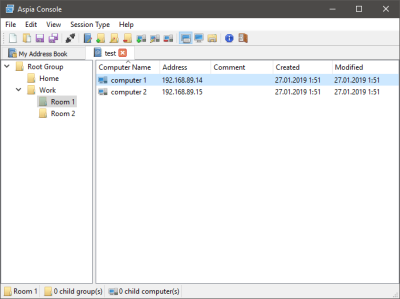 Aspia Console
File Edit View Session Type Help
My Address Book
test
Root Group
Home
Work
Room 1
Room 2
Computer Name Address Comment Created Modified
computer 1 192.168.89.14 27.01.2019 1:51 27.01.2019 1:51
computer 2 192.168.89.15 27.01.2019 1:51 27.01.2019 1:51
Room 1 0 child group(s) 0 child computer(s)